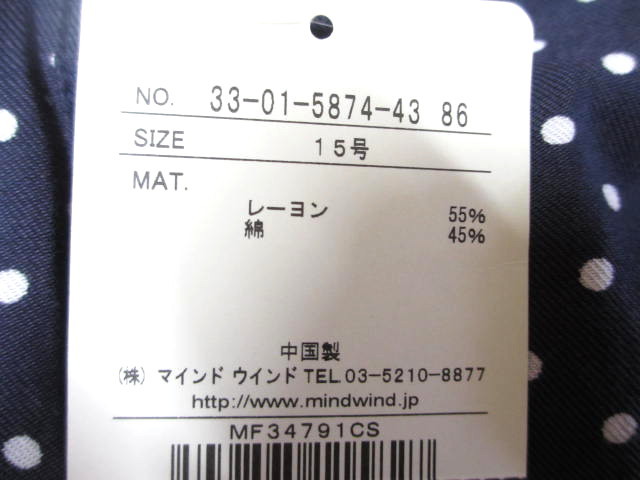 NO. 33-01-5874-43 86
SIZE 15号
MAT.
レーヨン 55%
綿 45%
中国製
(株) マインド ウインド TEL.03-5210-8877
http://www.mindwind.jp
MF34791CS